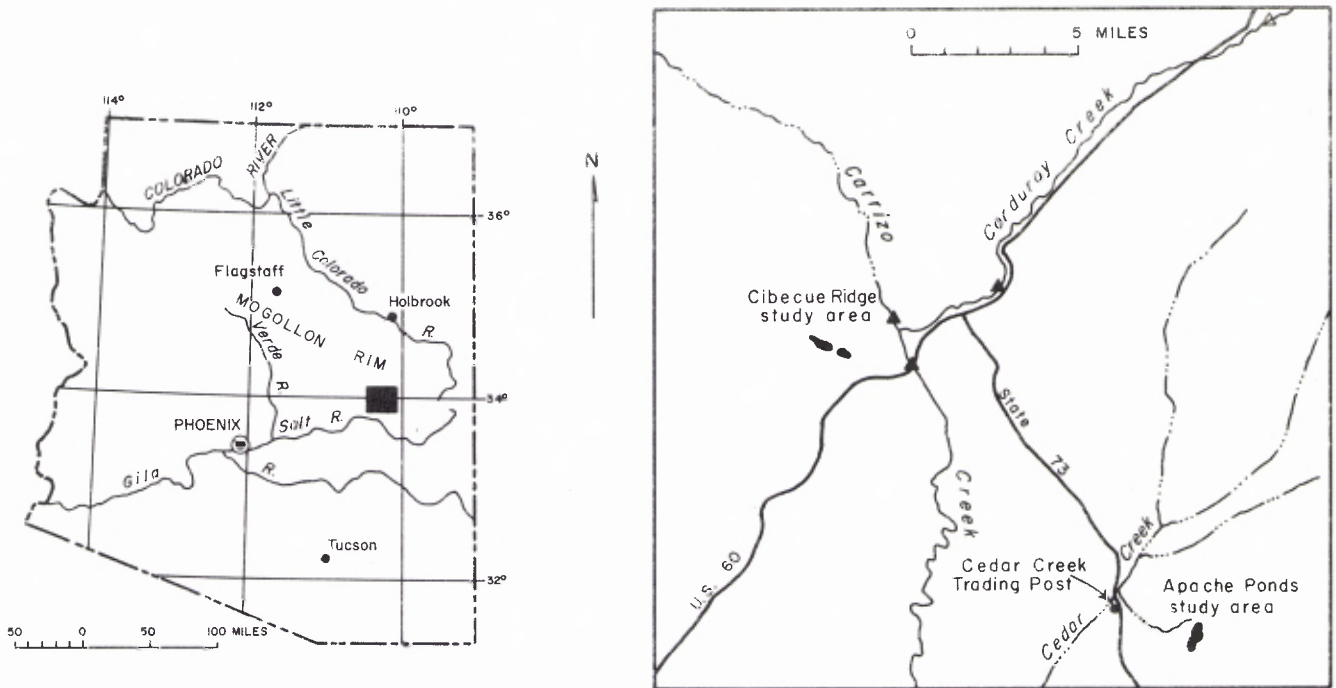 114°
112°
110°
COLORADO
RIVER
Little
Colorado
R.
36°
Flagstaff
Holbrook
MOGOLLON RIM
Verde
R.
34°
PHOENIX
Salt R.
Gila
R.
Tucson
32°
50 0 50 100 MILES
N
0 5 MILES
Corduroy Creek
Carrizo
Creek
Cibecue Ridge
study area
State 73
U.S. 60
Creek
Cedar Creek
Trading Post
Apache Ponds
study area
Cedar